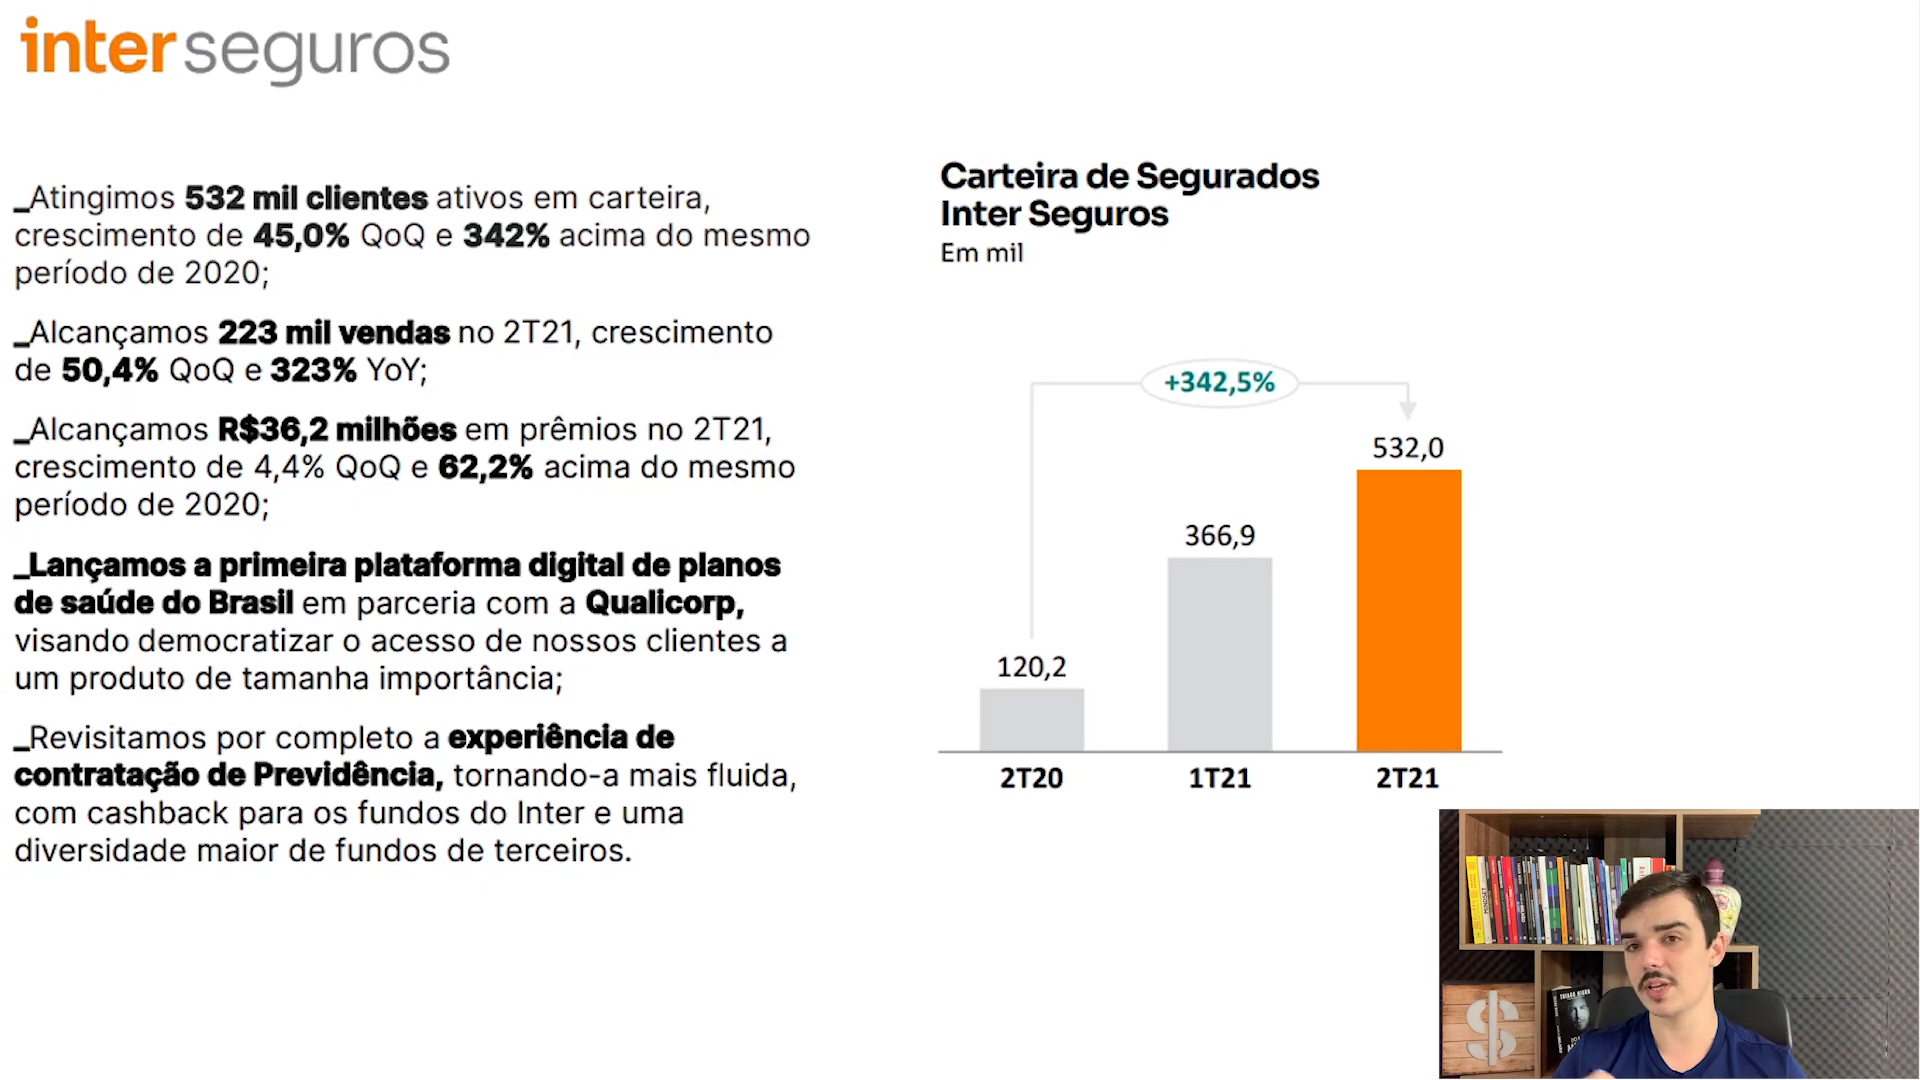 inter seguros
_Atingimos 532 mil clientes ativos em carteira,
crescimento de 45,0% QoQ e 342% acima do mesmo
período de 2020;
_Alcançamos 223 mil vendas no 2T21, crescimento
de 50,4% QoQ e 323% YoY;
_Alcançamos R$36,2 milhões em prêmios no 2T21,
crescimento de 4,4% QoQ e 62,2% acima do mesmo
período de 2020;
_Lançamos a primeira plataforma digital de planos
de saúde do Brasil em parceria com a Qualicorp,
visando democratizar o acesso de nossos clientes a
um produto de tamanha importância;
_Revisitamos por completo a experiência de
contratação de Previdência, tornando-a mais fluida,
com cashback para os fundos do Inter e uma
diversidade maior de fundos de terceiros.
Carteira de Segurados
Inter Seguros
Em mil
+342,5%
532,0
366,9
120,2
2T20 1T21 2T21
MINDSET
THIAGO NIGRO
$